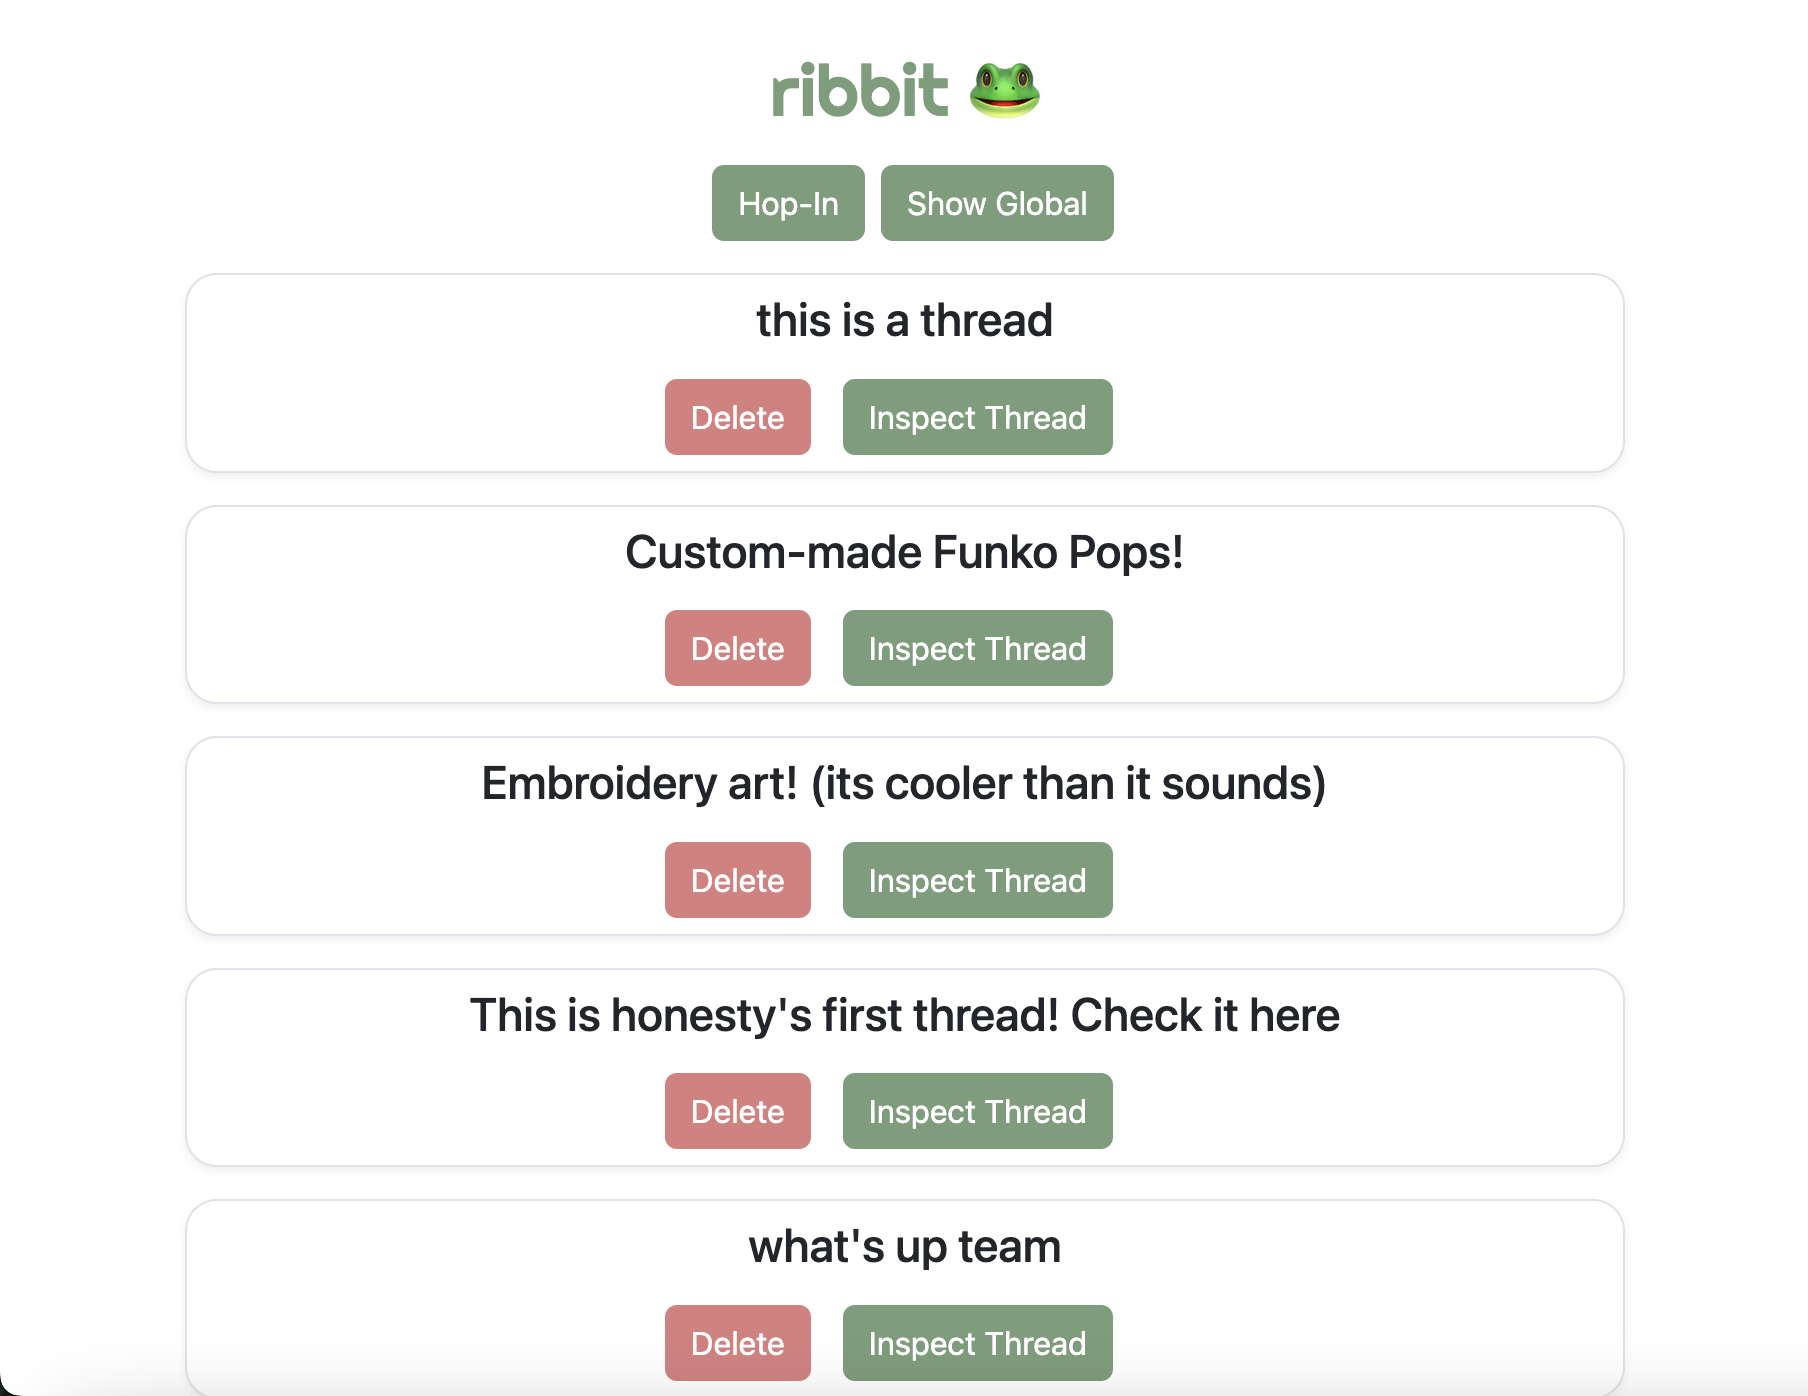 ribbit 🐸
Hop-In Show Global
this is a thread
Delete Inspect Thread
Custom-made Funko Pops!
Delete Inspect Thread
Embroidery art! (its cooler than it sounds)
Delete Inspect Thread
This is honesty's first thread! Check it here
Delete Inspect Thread
what's up team
Delete Inspect Thread